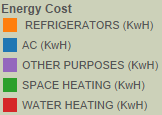 Energy Cost
REFRIGERATORS (KwH)
AC (KwH)
OTHER PURPOSES (KwH)
SPACE HEATING (KwH)
WATER HEATING (KwH)